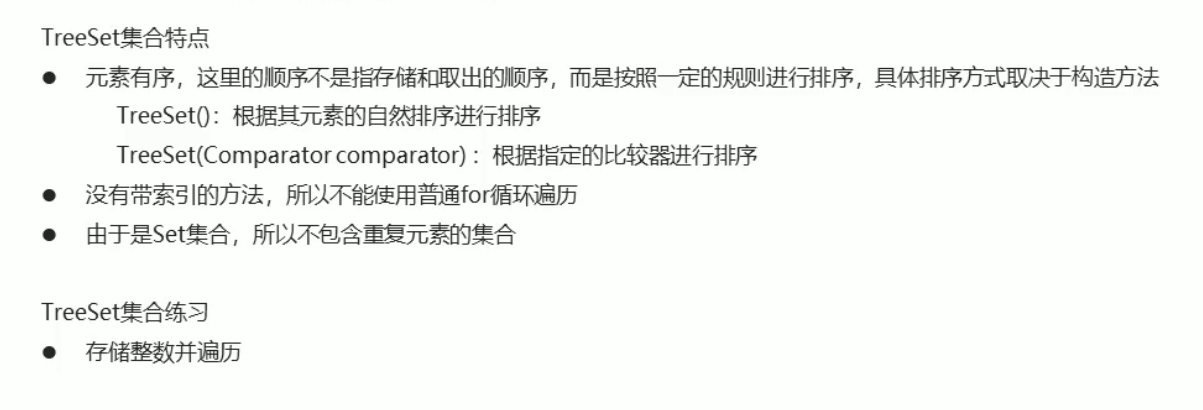 TreeSet集合特点
● 元素有序，这里的顺序不是指存储和取出的顺序，而是按照一定的规则进行排序，具体排序方式取决于构造方法
TreeSet()：根据其元素的自然排序进行排序
TreeSet(Comparator comparator)：根据指定的比较器进行排序
● 没有带索引的方法，所以不能使用普通for循环遍历
● 由于是Set集合，所以不包含重复元素的集合
TreeSet集合练习
● 存储整数并遍历